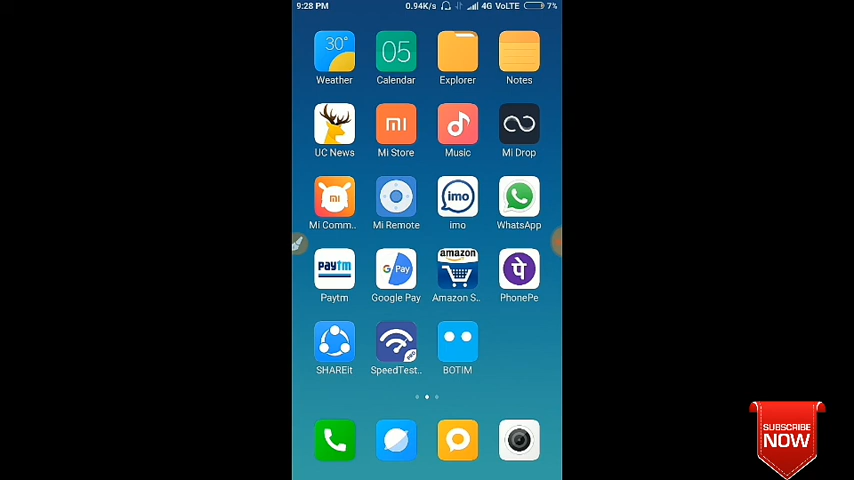 9:28 PM 0.94K/s 4G VoLTE 7%
30° 05
Weather Calendar Explorer Notes
mi
UC News Mi Store Music Mi Drop
mi imo
Mi Comm.. Mi Remote imo WhatsApp
paytm G Pay amazon पे
Paytm Google Pay Amazon S.. PhonePe
PRO
SHAREit SpeedTest.. BOTIM
SUBSCRIBE
NOW